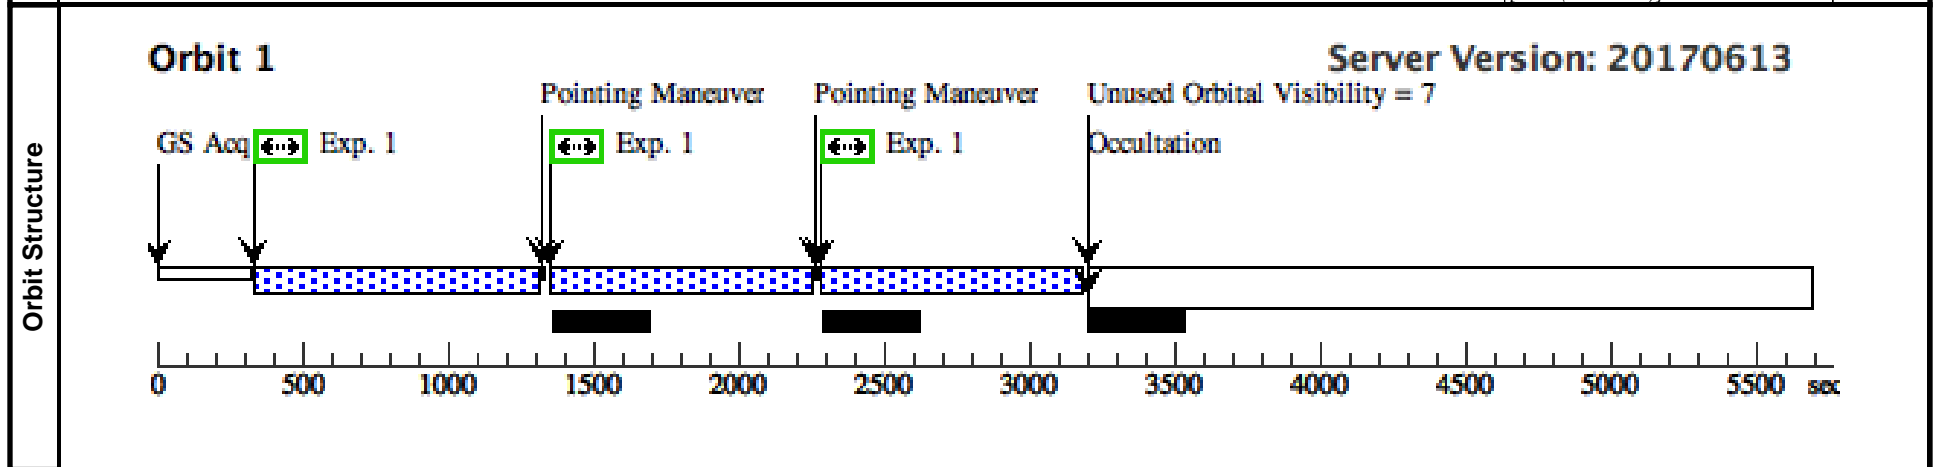 Orbit Structure
Orbit 1
Server Version: 20170613
Pointing Maneuver
Pointing Maneuver
Unused Orbital Visibility = 7
GS Acq
Exp. 1
Exp. 1
Exp. 1
Occultation
0 500 1000 1500 2000 2500 3000 3500 4000 4500 5000 5500 sec